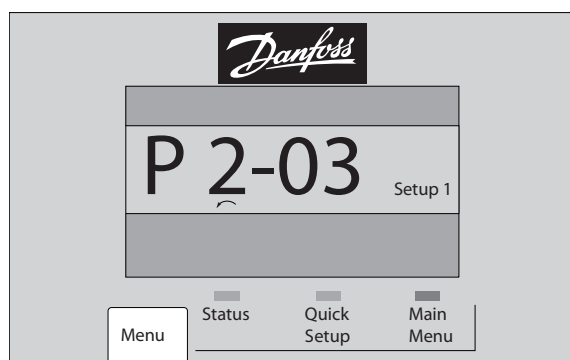 Danfoss
P 2-03
Setup 1
Status
Quick
Setup
Main
Menu
Menu